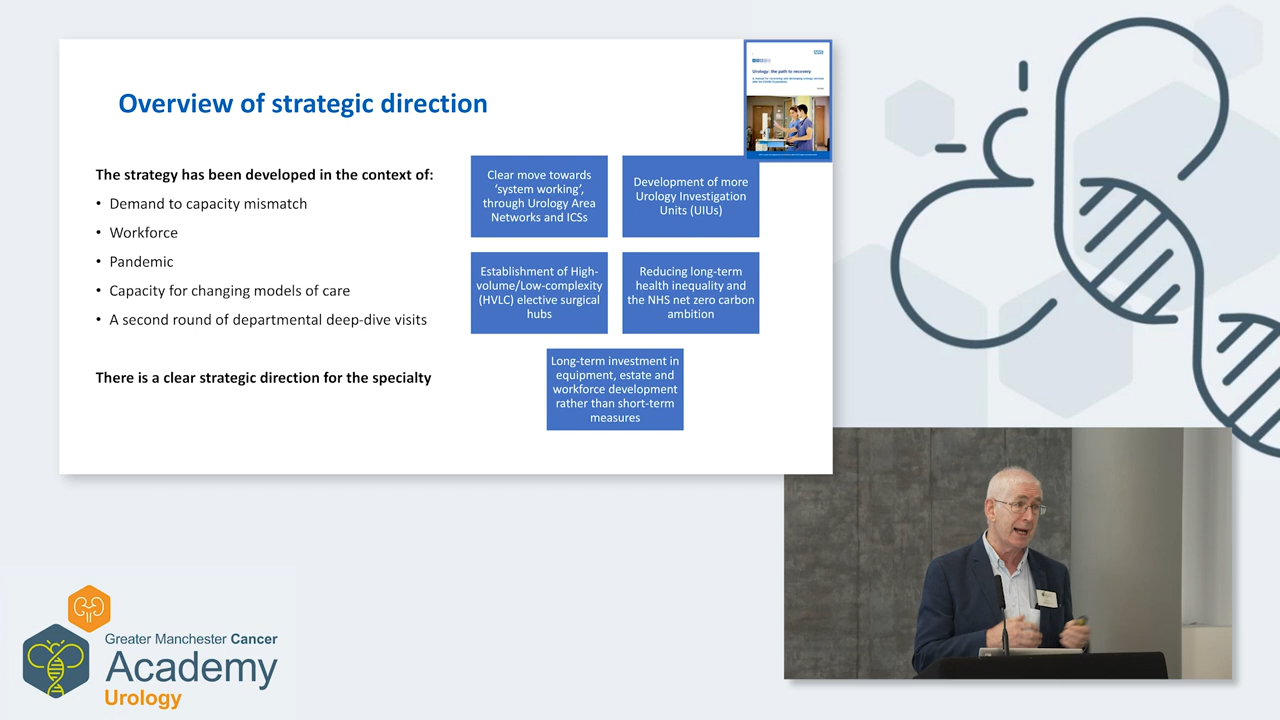 Overview of strategic direction
NHS
Urology: the path to recovery
The strategy has been developed in the context of:
• Demand to capacity mismatch
• Workforce
• Pandemic
• Capacity for changing models of care
• A second round of departmental deep-dive visits
There is a clear strategic direction for the specialty
Clear move towards
‘system working’,
through Urology Area
Networks and ICSs
Development of more
Urology Investigation
Units (UIUs)
Establishment of High-
volume/Low-complexity
(HVLC) elective surgical
hubs
Reducing long-term
health inequality and
the NHS net zero carbon
ambition
Long-term investment in
equipment, estate and
workforce development
rather than short-term
measures
Greater Manchester Cancer
Academy
Urology